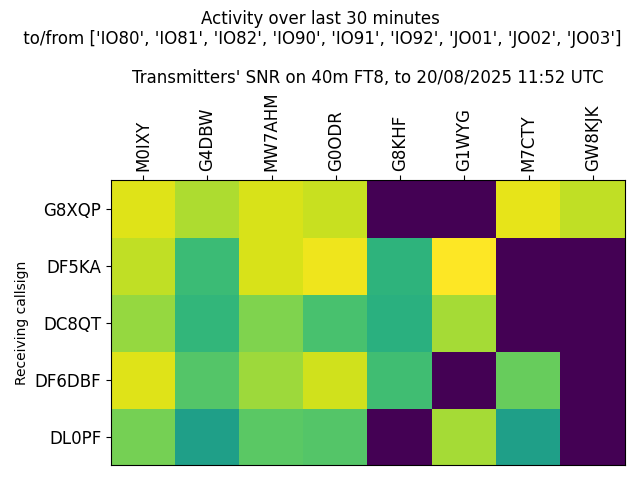 Activity over last 30 minutes
to/from ['IO80', 'IO81', 'IO82', 'IO90', 'IO91', 'IO92', 'JO01', 'JO02', 'JO03']
Transmitters' SNR on 40m FT8, to 20/08/2025 11:52 UTC
M0IXY
G4DBW
MW7AHM
G0ODR
G8KHF
G1WYG
M7CTY
GW8KJK
Receiving callsign
G8XQP
DF5KA
DC8QT
DF6DBF
DL0PF